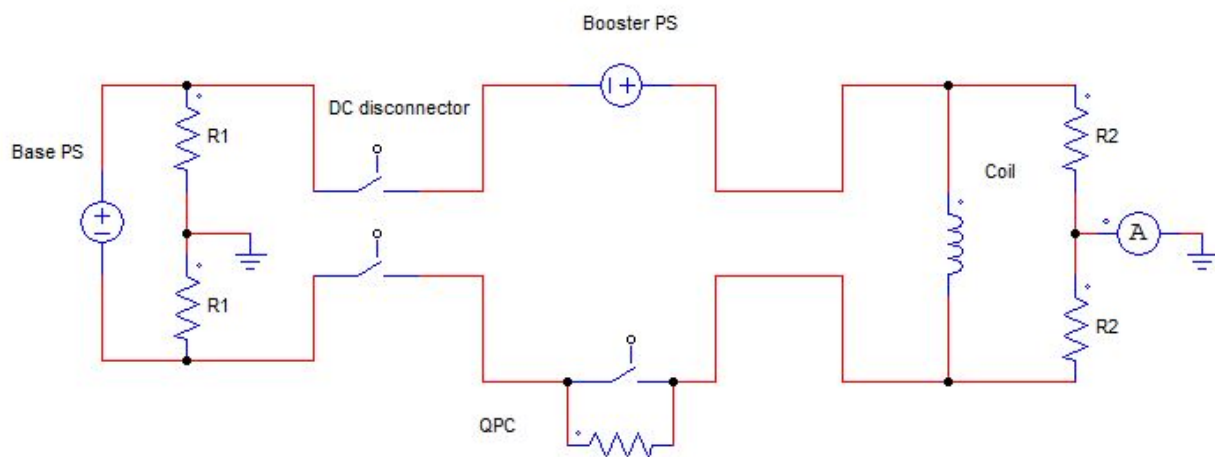 Booster PS
DC disconnector
R1
Base PS
R2
Coil
A
R1
R2
QPC